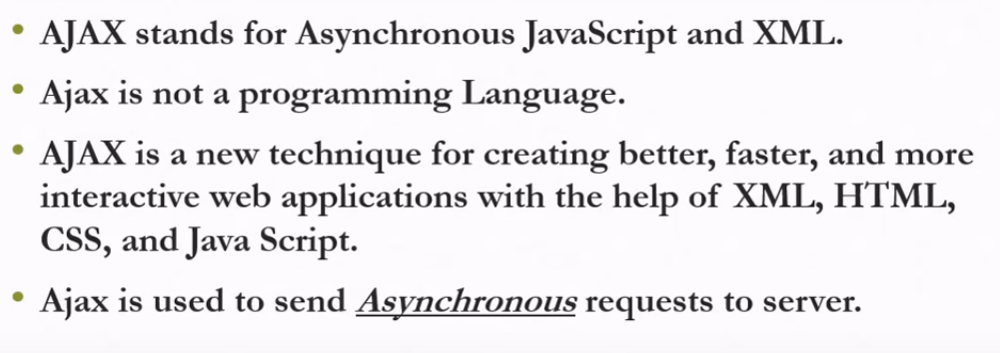 • AJAX stands for Asynchronous JavaScript and XML.
• Ajax is not a programming Language.
• AJAX is a new technique for creating better, faster, and more
interactive web applications with the help of XML, HTML,
CSS, and Java Script.
• Ajax is used to send Asynchronous requests to server.